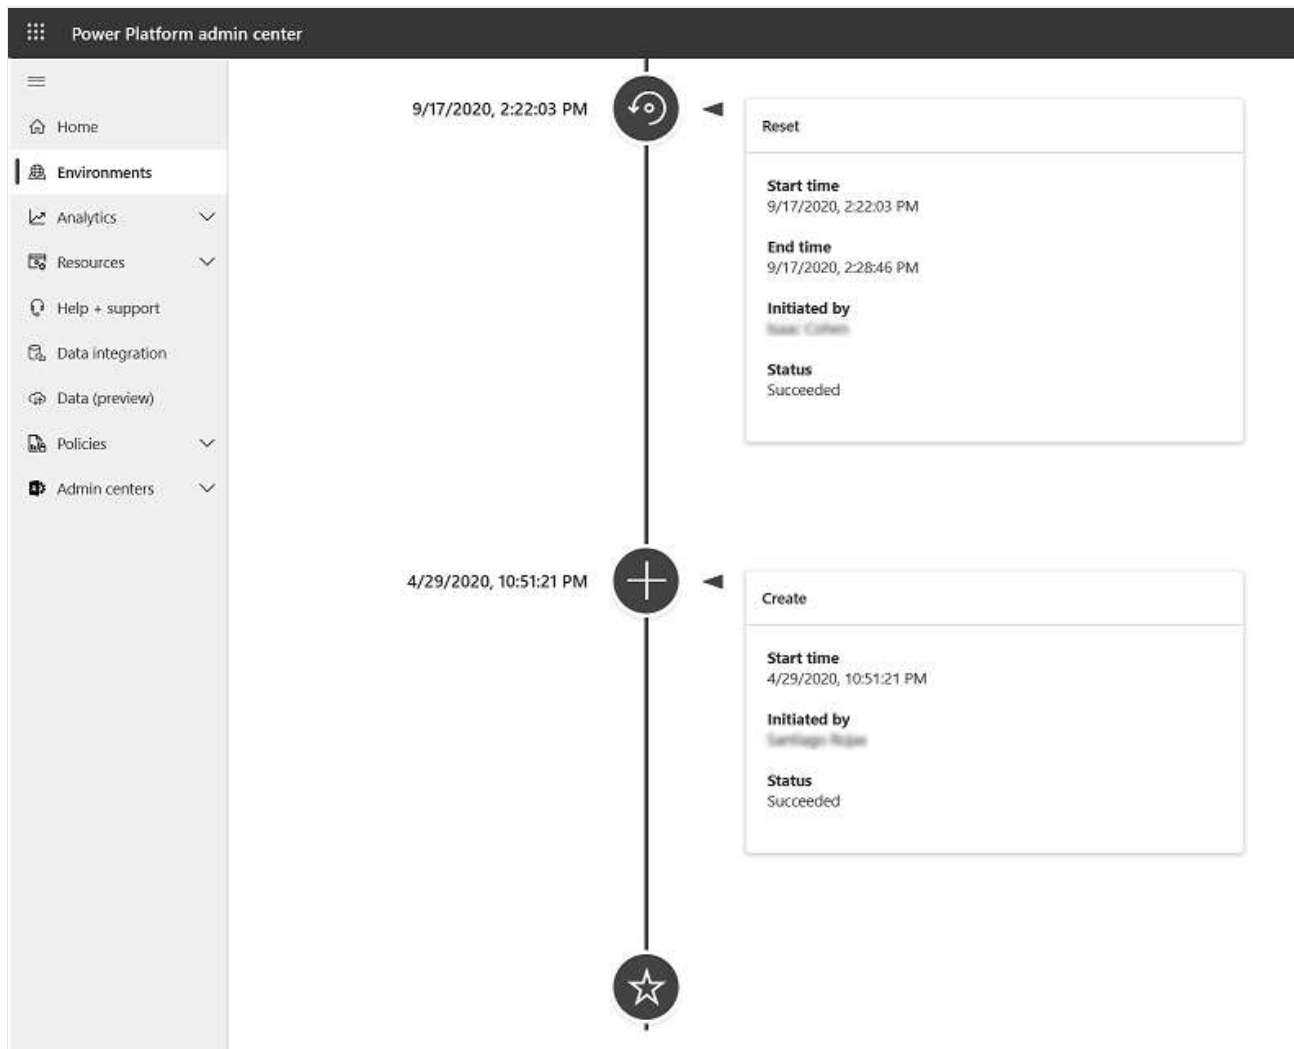 Power Platform admin center
Home
Environments
Analytics
Resources
Help + support
Data integration
Data (preview)
Policies
Admin centers
9/17/2020, 2:22:03 PM
Reset
Start time
9/17/2020, 2:22:03 PM
End time
9/17/2020, 2:28:46 PM
Initiated by
Status
Succeeded
4/29/2020, 10:51:21 PM
Create
Start time
4/29/2020, 10:51:21 PM
Initiated by
Status
Succeeded